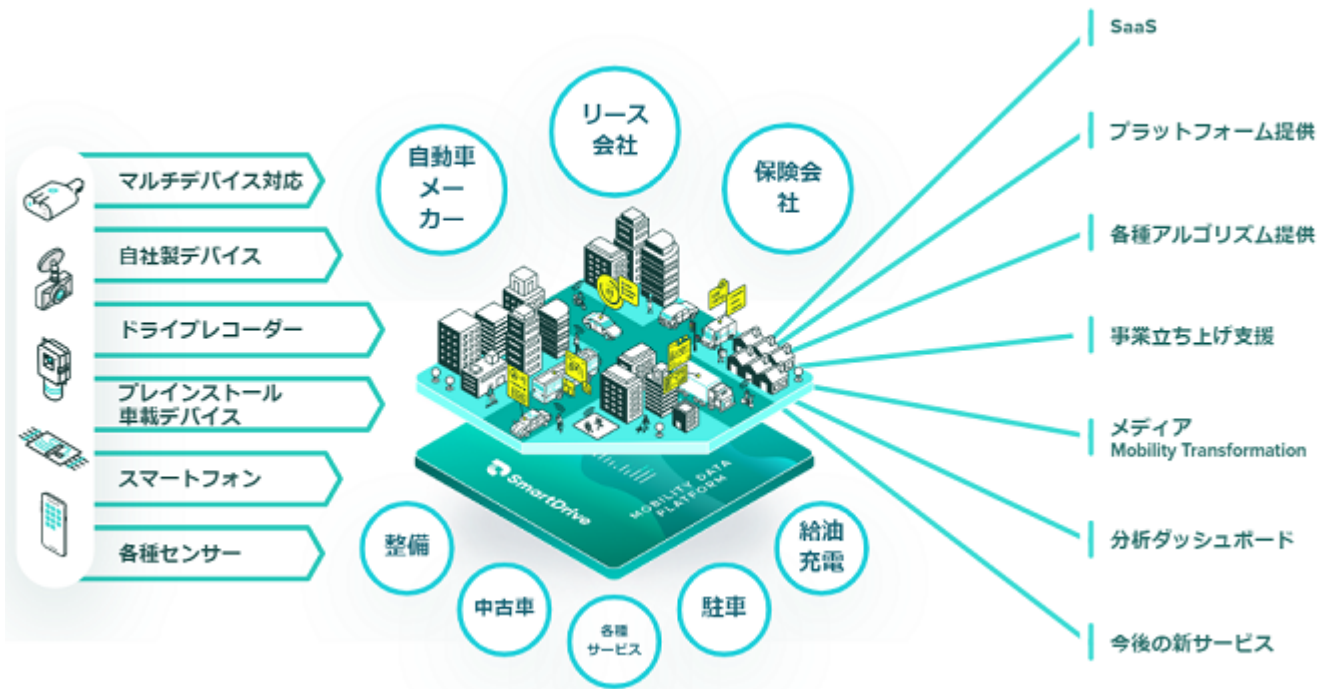 マルチデバイス対応
自社製デバイス
ドライブレコーダー
プレインストール
車載デバイス
スマートフォン
各種センサー
自動車
メー
カー
リース
会社
保険会
社
SmartDrive
MOBILITY DATA
PLATFORM
整備
中古車
各種
サービス
駐車
給油
充電
SaaS
プラットフォーム提供
各種アルゴリズム提供
事業立ち上げ支援
メディア
Mobility Transformation
分析ダッシュボード
今後の新サービス